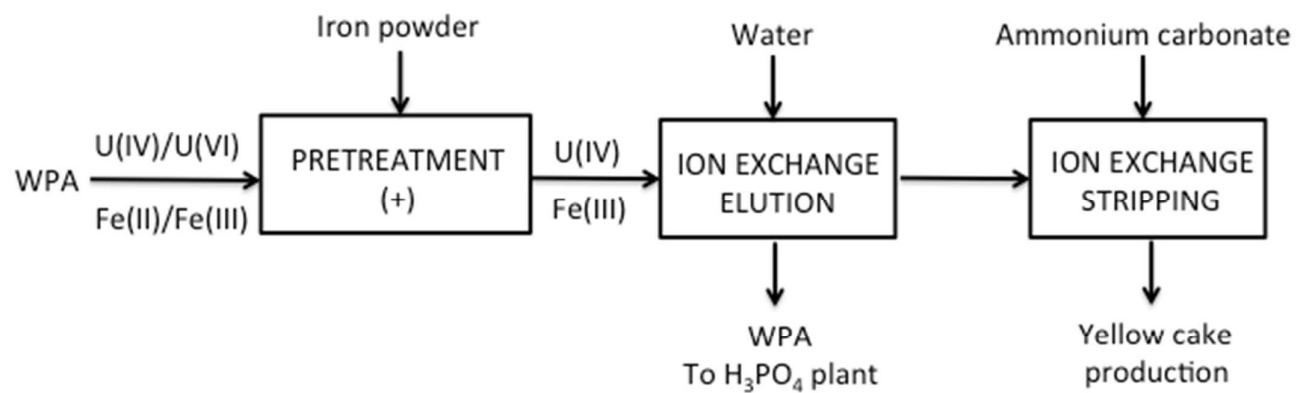 Iron powder
Water
Ammonium carbonate
WPA
U(IV)/U(VI)
Fe(II)/Fe(III)
PRETREATMENT
(+)
U(IV)
Fe(III)
ION EXCHANGE
ELUTION
ION EXCHANGE
STRIPPING
WPA
To H₃PO₄ plant
Yellow cake
production